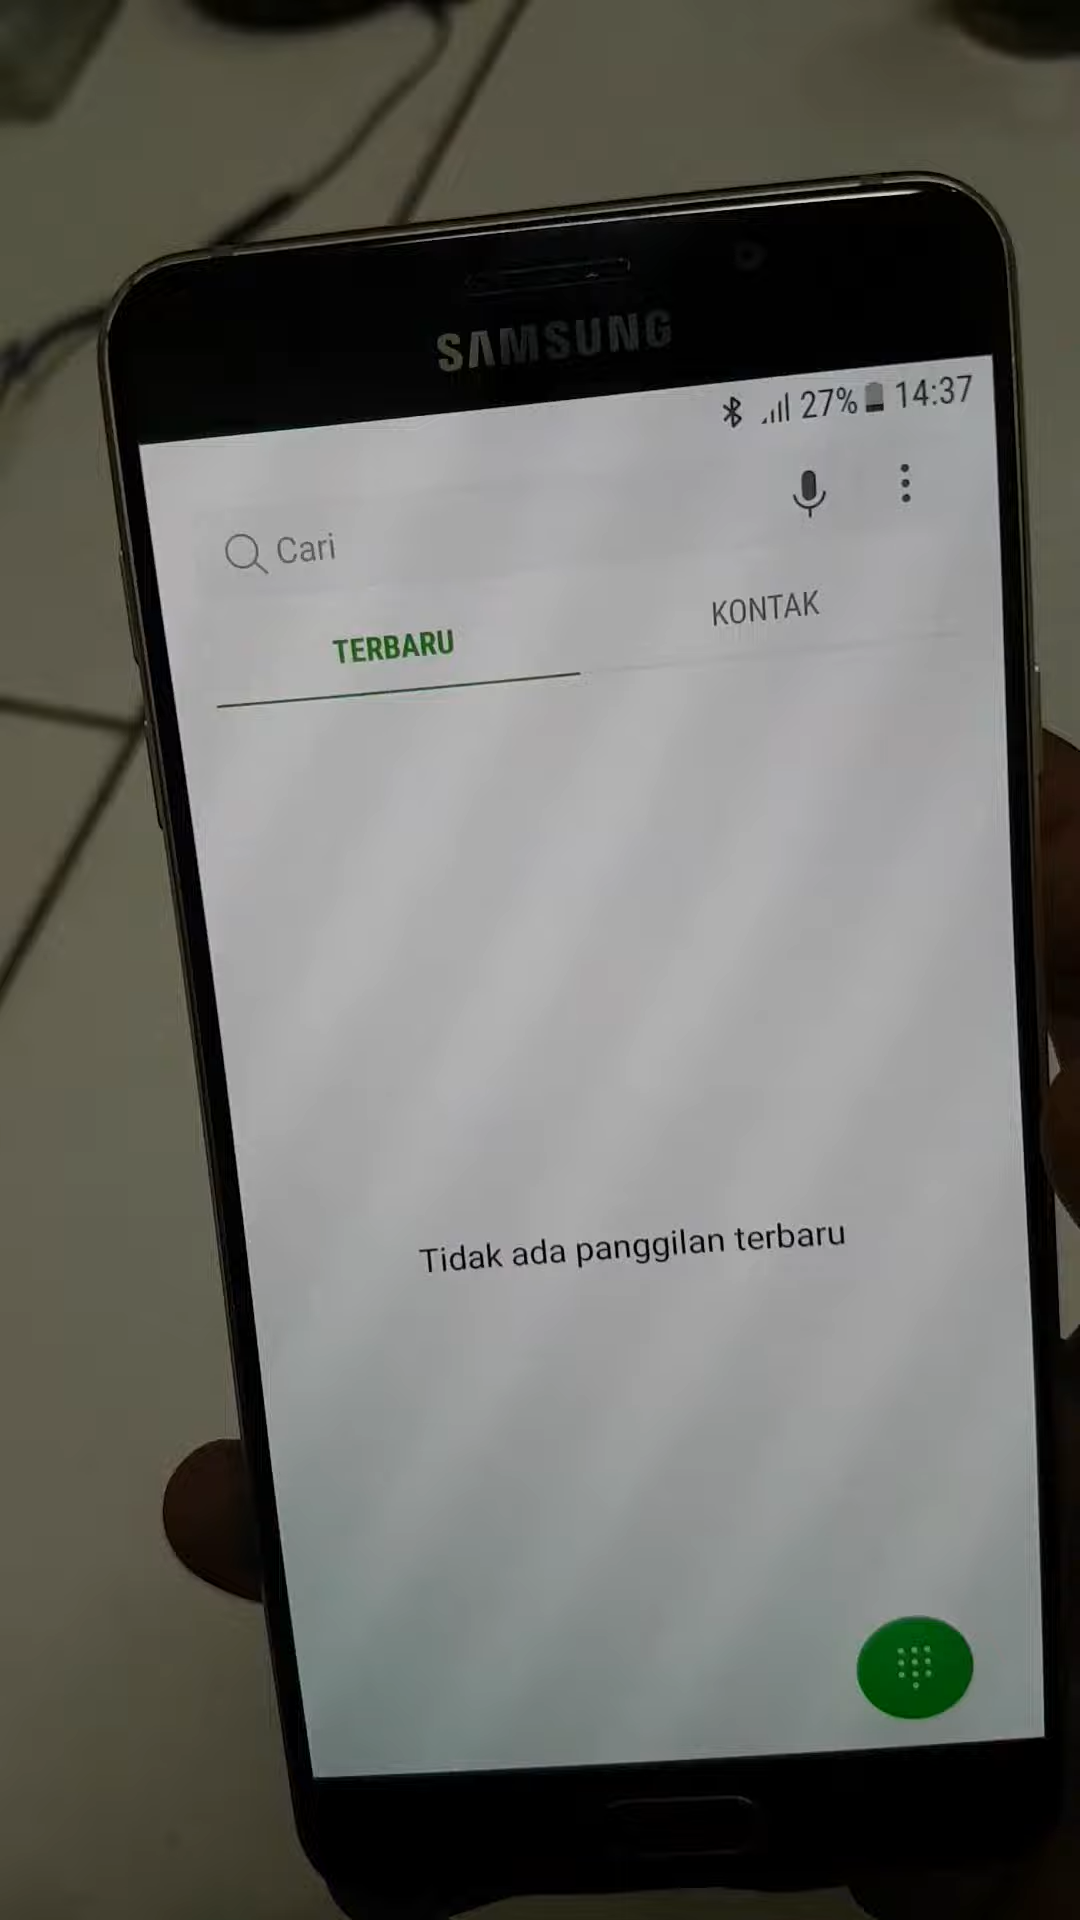 SAMSUNG
27% 14:37
Cari
TERBARU KONTAK
Tidak ada panggilan terbaru